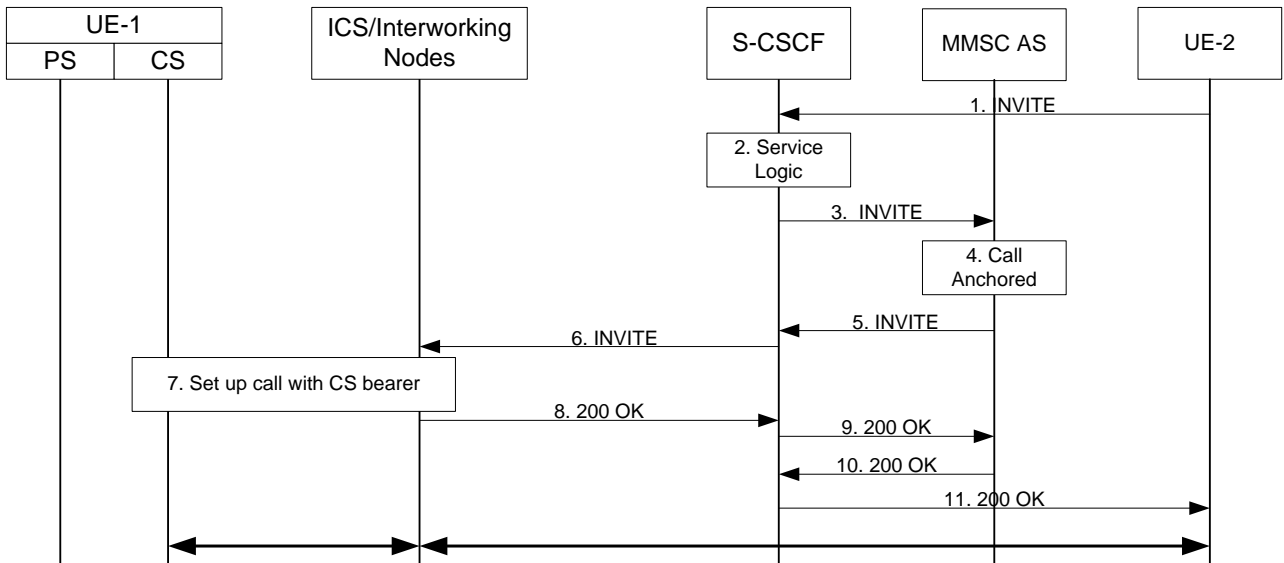 UE-1
PS
CS
ICS/Interworking
Nodes
S-CSCF
MMSC AS
UE-2
1. INVITE
2. Service
Logic
3. INVITE
4. Call
Anchored
5. INVITE
6. INVITE
7. Set up call with CS bearer
8. 200 OK
9. 200 OK
10. 200 OK
11. 200 OK